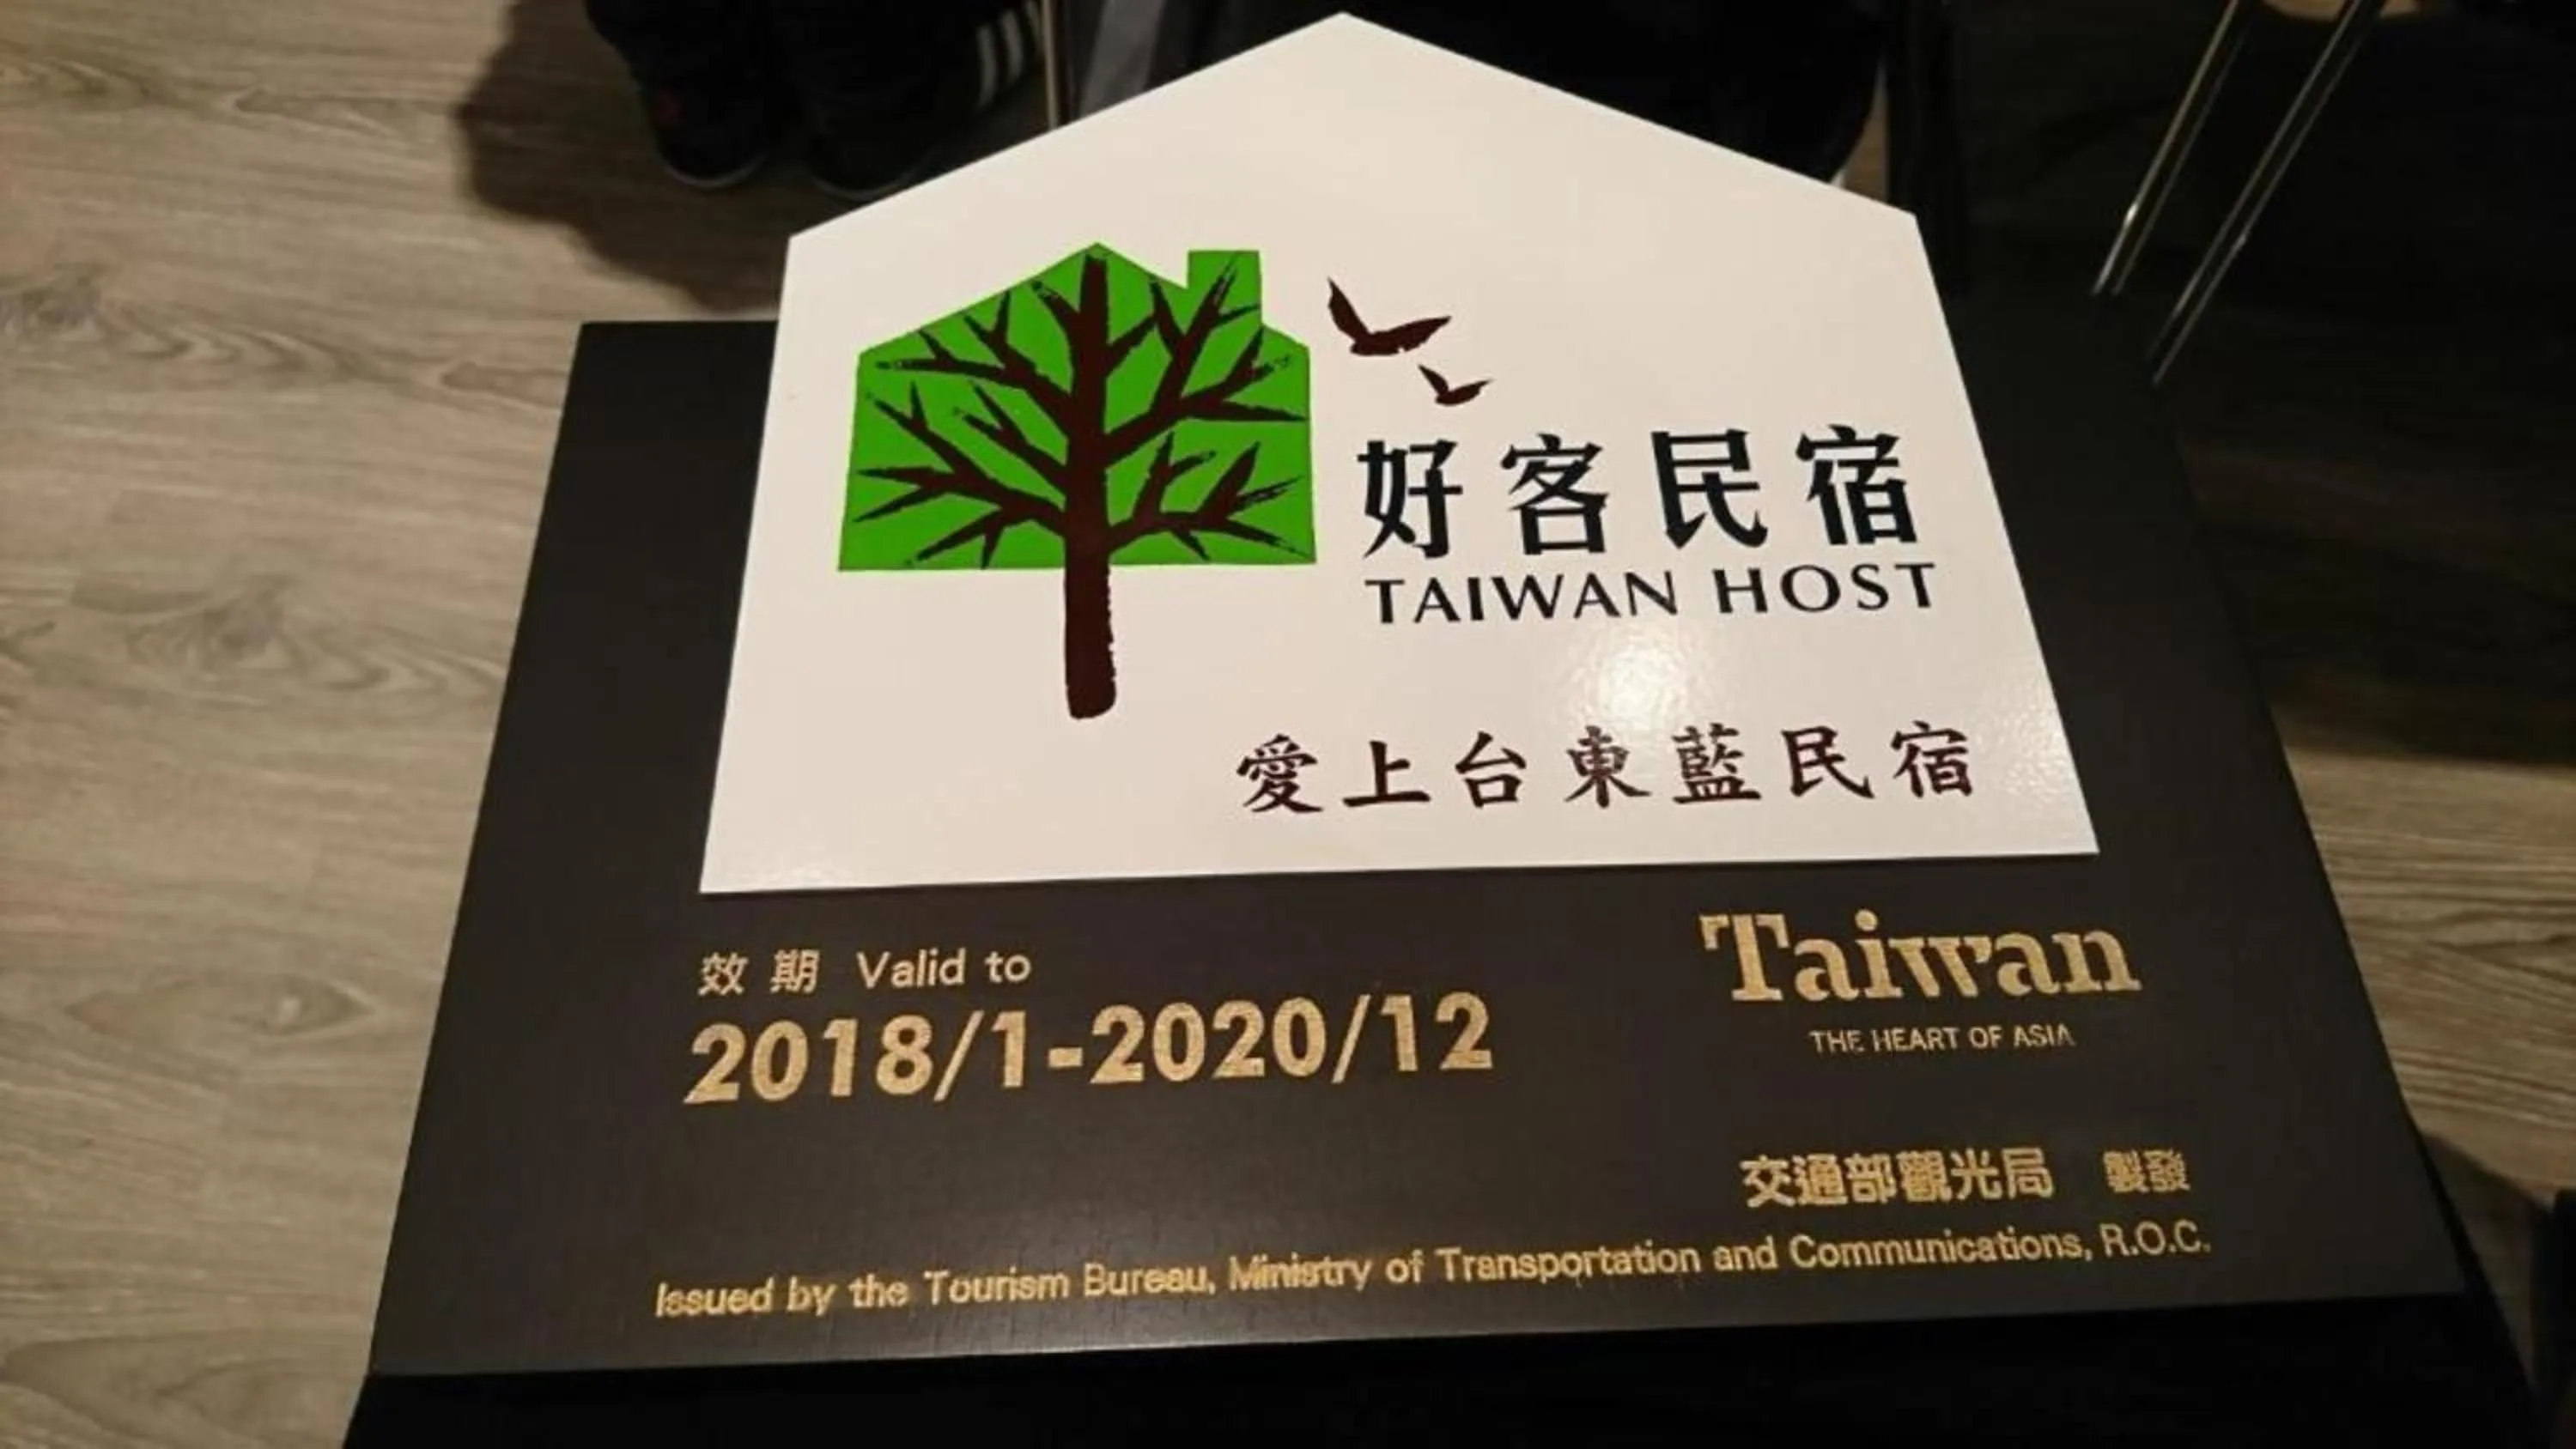 好客民宿
TAIWAN HOST
愛上台東藍民宿
效期 Valid to
2018/1-2020/12
Taiwan
THE HEART OF ASIA
交通部觀光局 製發
Issued by the Tourism Bureau, Ministry of Transportation and Communications, R.O.C.